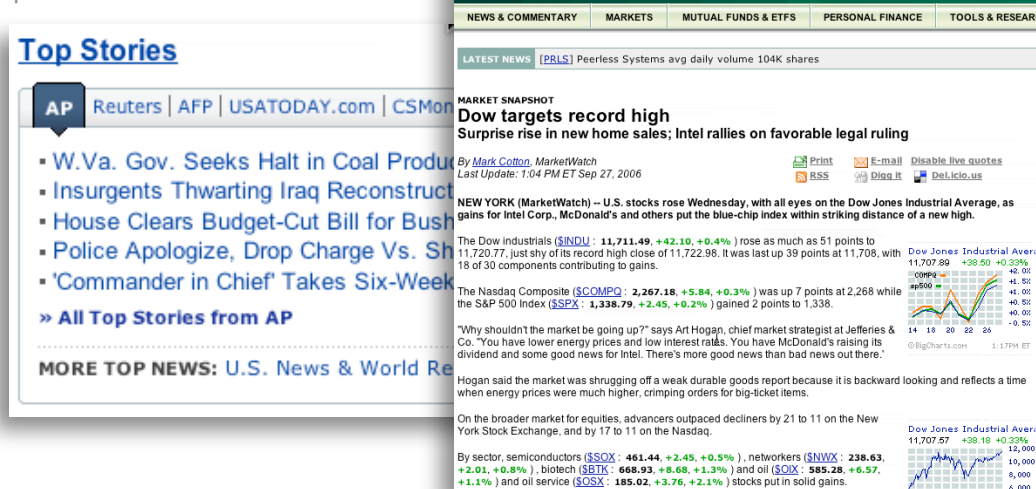 Top Stories
AP Reuters | AFP | USATODAY.com | CSMon
W.Va. Gov. Seeks Halt in Coal Produc
Insurgents Thwarting Iraq Reconstruct
House Clears Budget-Cut Bill for Bush
Police Apologize, Drop Charge Vs. Sh
'Commander in Chief' Takes Six-Week
» All Top Stories from AP
MORE TOP NEWS: U.S. News & World Re
NEWS & COMMENTARY MARKETS MUTUAL FUNDS & ETFS PERSONAL FINANCE TOOLS & RESEAR
LATEST NEWS [PRLS] Peerless Systems avg daily volume 104K shares
MARKET SNAPSHOT
Dow targets record high
Surprise rise in new home sales; Intel rallies on favorable legal ruling
By Mark Cotton, MarketWatch
Last Update: 1:04 PM ET Sep 27, 2006
Print E-mail Disable live quotes
RSS Digg it Del.icio.us
NEW YORK (MarketWatch) -- U.S. stocks rose Wednesday, with all eyes on the Dow Jones Industrial Average, as
gains for Intel Corp., McDonald's and others put the blue-chip index within striking distance of a new high.
The Dow industrials ($INDU : 11,711.49, +42.10, +0.4% ) rose as much as 51 points to
11,720.77, just shy of its record high close of 11,722.98. It was last up 39 points at 11,708, with
18 of 30 components contributing to gains.
The Nasdaq Composite ($COMPQ : 2,267.18, +5.84, +0.3% ) was up 7 points at 2,268 while
the S&P 500 Index ($SPX : 1,338.79, +2.45, +0.2% ) gained 2 points to 1,338.
"Why shouldn't the market be going up?" says Art Hogan, chief market strategist at Jefferies &
Co. "You have lower energy prices and low interest rates. You have McDonald's raising its
dividend and some good news for Intel. There's more good news than bad news out there.'
Hogan said the market was shrugging off a weak durable goods report because it is backward looking and reflects a time
when energy prices were much higher, crimping orders for big-ticket items.
On the broader market for equities, advancers outpaced decliners by 21 to 11 on the New
York Stock Exchange, and by 17 to 11 on the Nasdaq.
By sector, semiconductors ($SOX : 461.44, +2.45, +0.5% ) , networkers ($NWX : 238.63,
+2.01, +0.8% ) , biotech ($BTK : 668.93, +8.68, +1.3% ) and oil ($OIX : 585.28, +6.57,
+1.1% ) and oil service ($OSX : 185.02, +3.76, +2.1% ) stocks put in solid gains.
Dow Jones Industrial Avera
11,707.89 +38.50 +0.33%
COMPQ
sp500
+2.0%
+1.5%
+1.0%
+0.5%
+0.0%
-0.5%
14 18 20 22 26
©BigCharts.com 1:17PM ET
Dow Jones Industrial Avera
11,707.57 +38.18 +0.33%
12,000
10,000
8,000
6,000